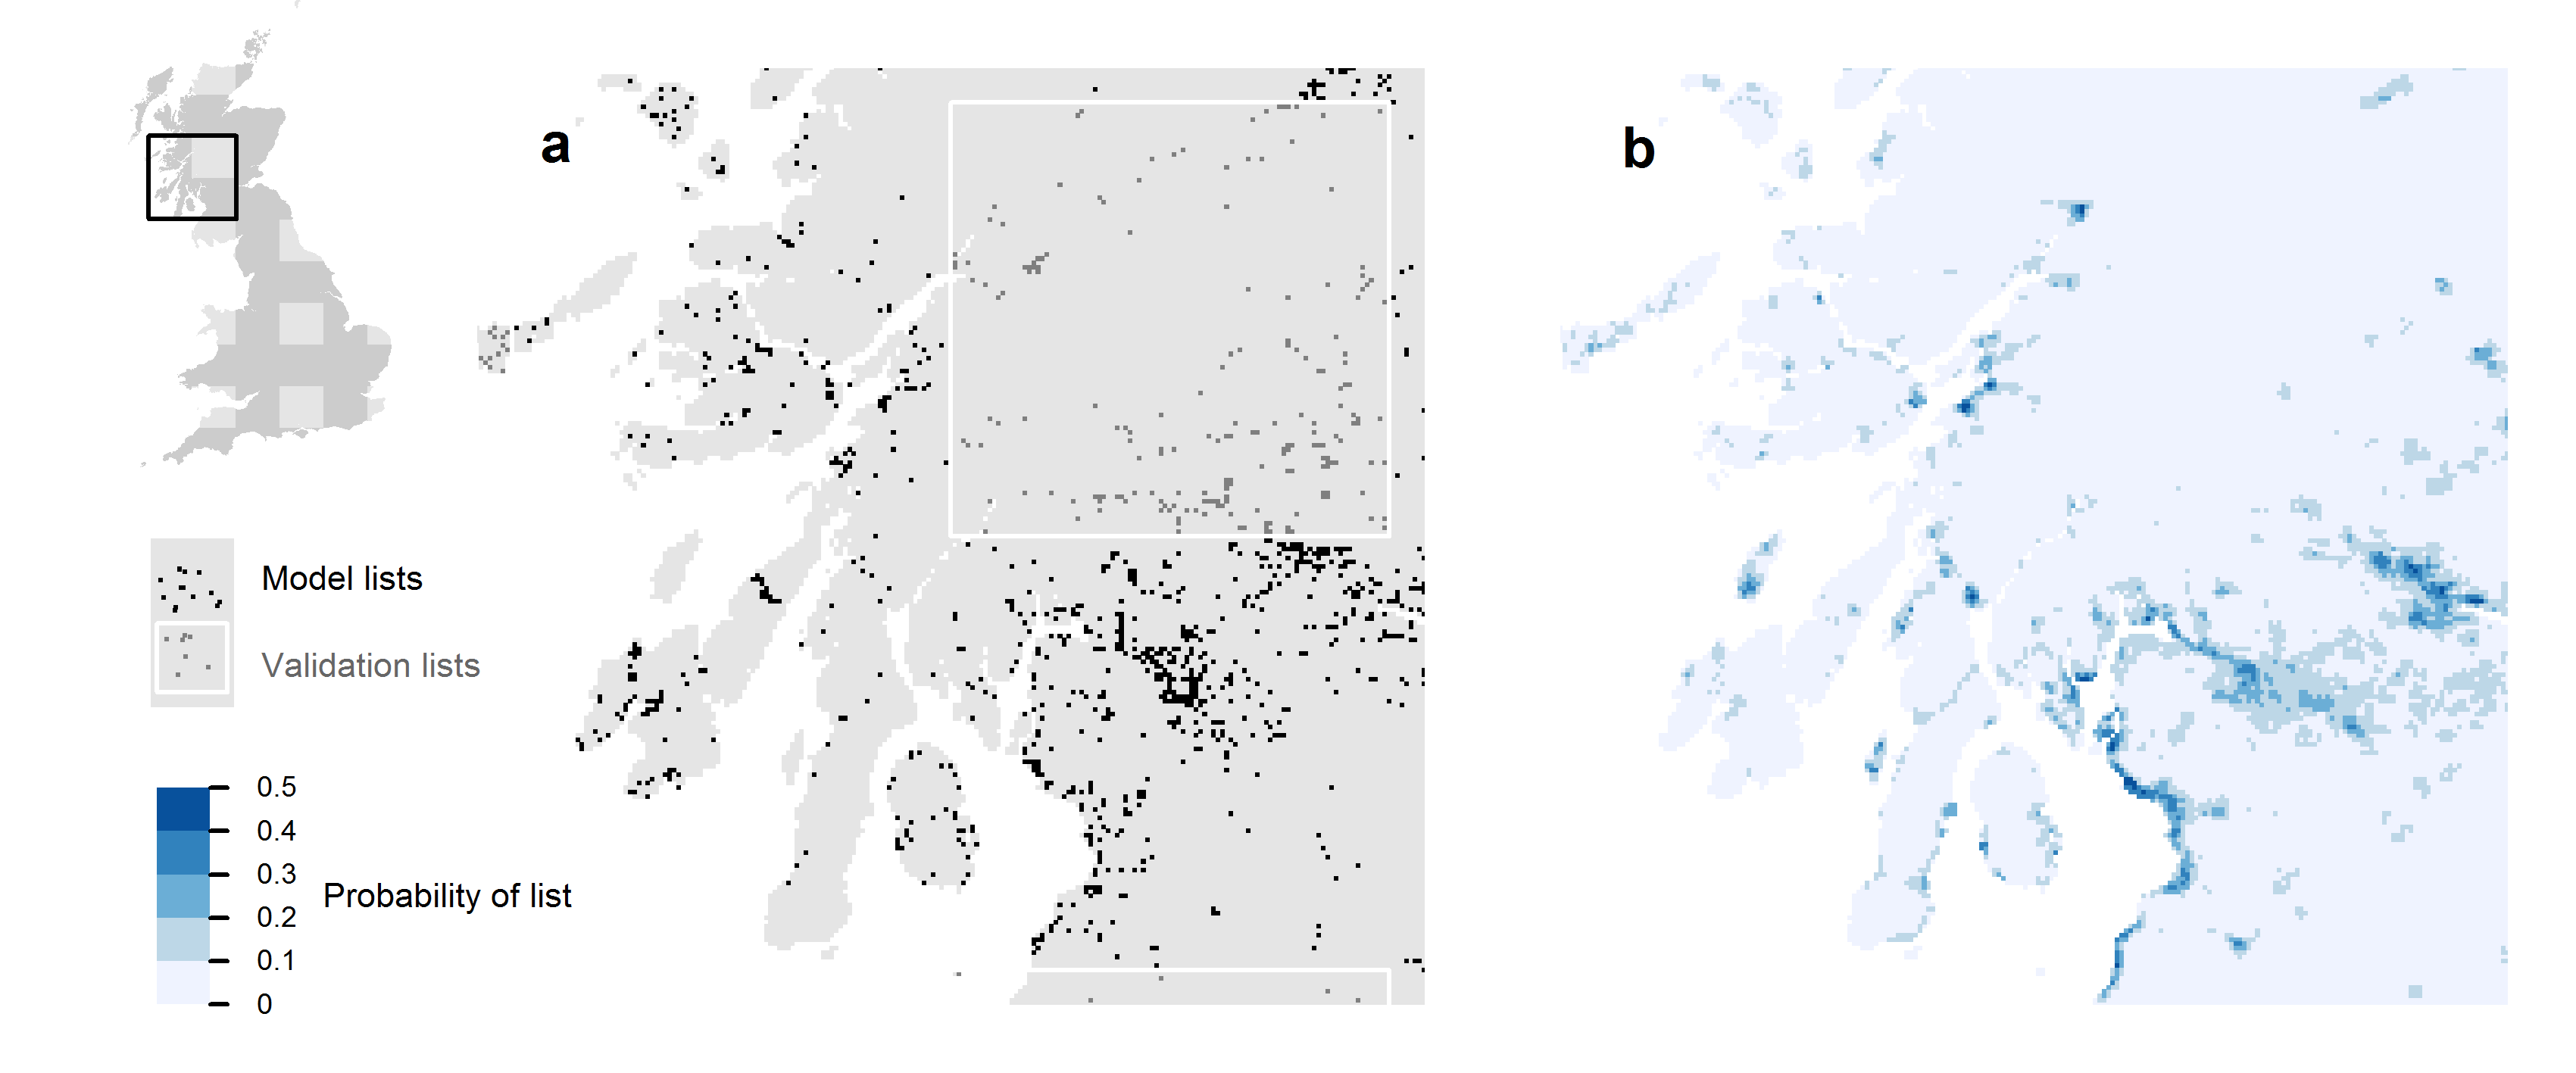 a
b
Model lists
Validation lists
0.5
0.4
0.3
0.2
0.1
0
Probability of list